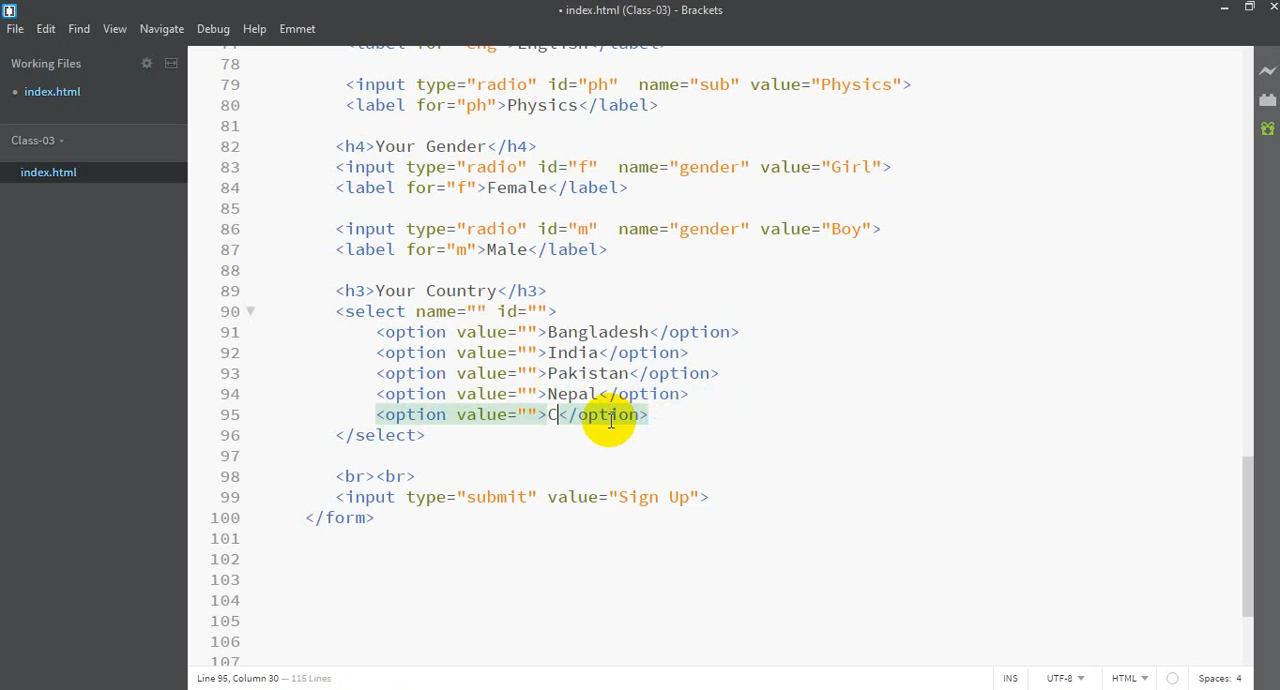 • index.html (Class-03) - Brackets
File Edit Find View Navigate Debug Help Emmet
Working Files
• index.html
Class-03
index.html
77 <label for="eng">English</label>
78
79 <input type="radio" id="ph"  name="sub" value="Physics">
80 <label for="ph">Physics</label>
81
82 <h4>Your Gender</h4>
83 <input type="radio" id="f"  name="gender" value="Girl">
84 <label for="f">Female</label>
85
86 <input type="radio" id="m"  name="gender" value="Boy">
87 <label for="m">Male</label>
88
89 <h3>Your Country</h3>
90 <select name="" id="">
91 <option value="">Bangladesh</option>
92 <option value="">India</option>
93 <option value="">Pakistan</option>
94 <option value="">Nepal</option>
95 <option value="">C</option>
96 </select>
97
98 <br><br>
99 <input type="submit" value="Sign Up">
100 </form>
101
102
103
104
105
106
107
Line 95, Column 30 — 115 Lines
INS UTF-8 HTML Spaces: 4